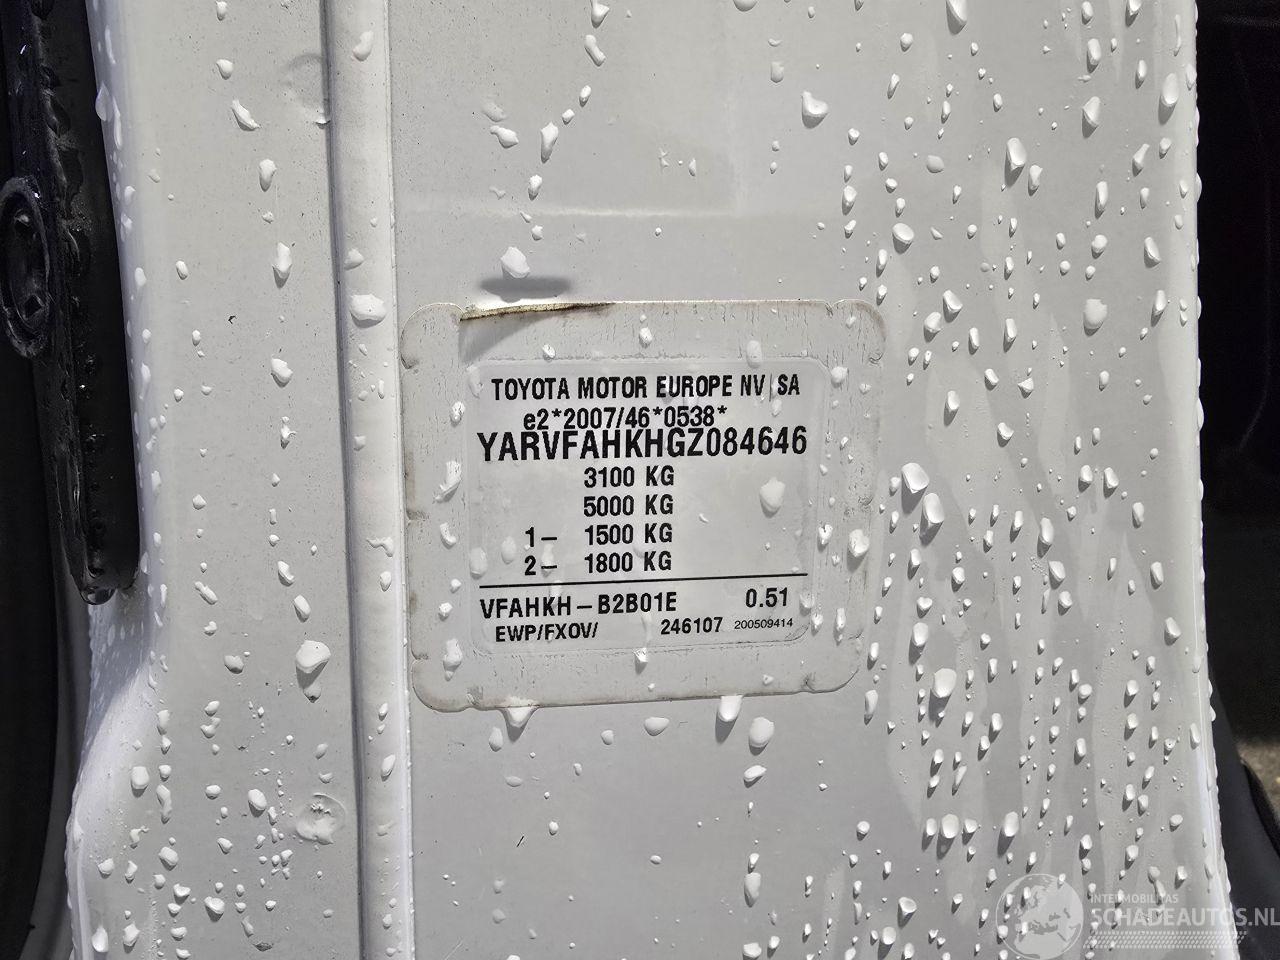 TOYOTA MOTOR EUROPE NV SA
e2*2007/46*0538*
YARVFAHKHGZ084646
3100 KG
5000 KG
1– 1500 KG
2– 1800 KG
VFAHKH–B2B01E 0.51
EWP/FXOV/ 246107 200509414
INTERMOBILITAS
SCHADEAUTOS.NL